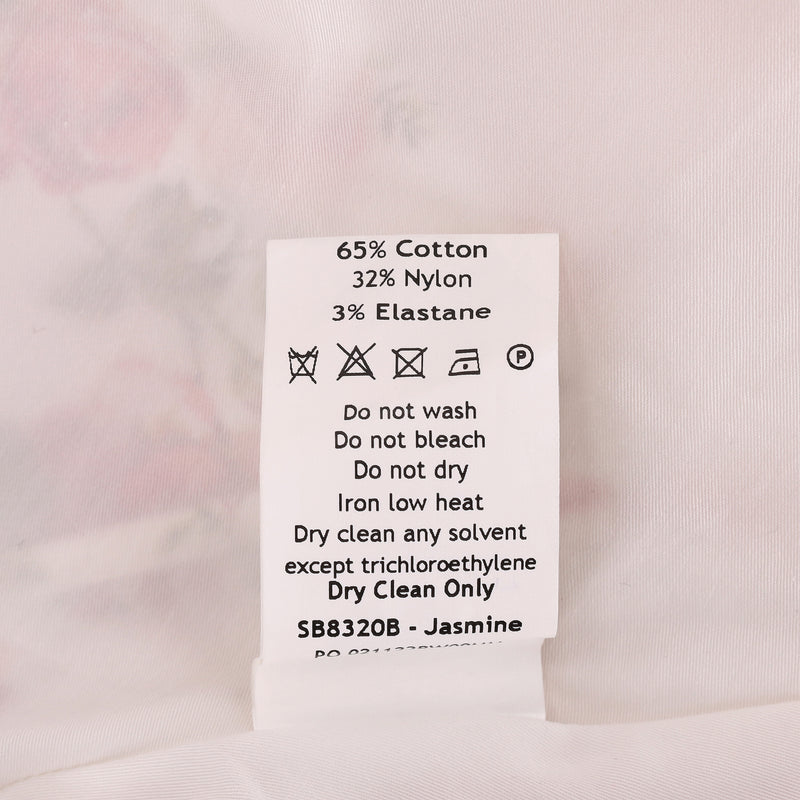 65% Cotton
32% Nylon
3% Elastane
P
Do not wash
Do not bleach
Do not dry
Iron low heat
Dry clean any solvent
except trichloroethylene
Dry Clean Only
SB8320B - Jasmine
PO